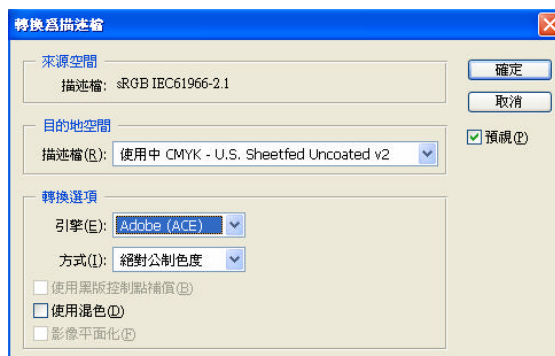 轉換爲描述檔
來源空間
描述檔: sRGB IEC61966-2.1
目的地空間
描述檔(R): 使用中 CMYK - U.S. Sheetfed Uncoated v2
轉換選項
引擎(E): Adobe (ACE)
方式(I): 絕對公制色度
使用黑版控制點補償(B)
使用混色(D)
影像平面化(F)
確定
取消
預視(P)